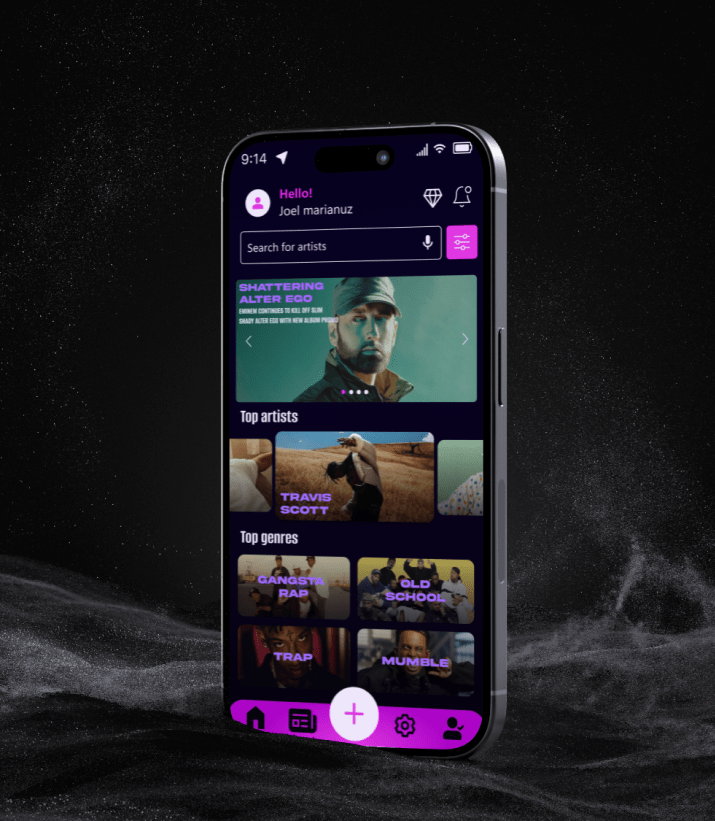 9:14
Hello!
Joel marianuz
Search for artists
SHATTERING
ALTER EGO
EMINEM CONTINUES TO KILL OFF SLIM
SHADY ALTER EGO WITH NEW ALBUM PROMO
Top artists
TRAVIS
SCOTT
Top genres
GANGSTA
RAP
OLD
SCHOOL
TRAP
MUMBLE